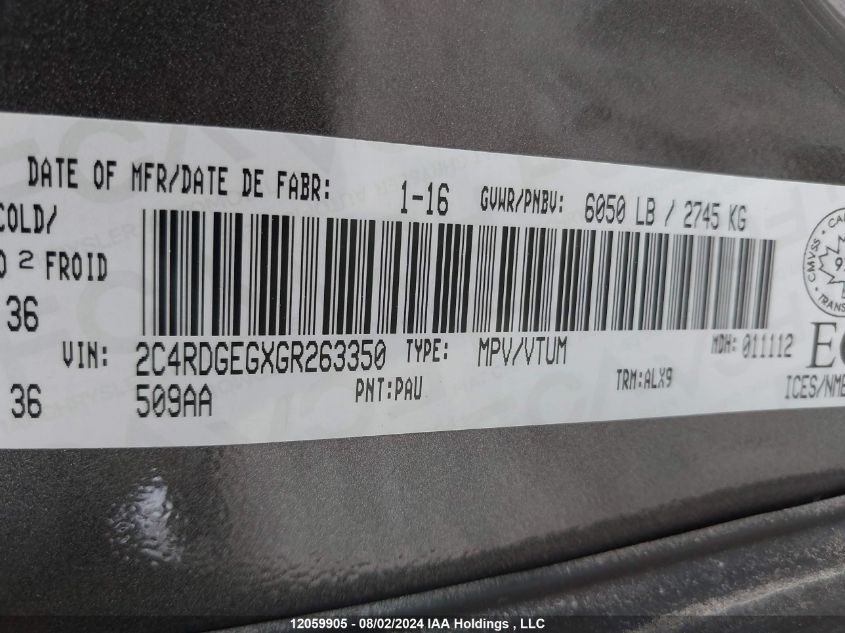 DATE OF MFR/DATE DE FABR: 1-16 GVWR/PNBV: 6050 LB / 2745 KG
COLD/
2 FROID
36
VIN: 2C4RDGEGXGR263350 TYPE: MPV/VTUM MDH: 011112
36 509AA PNT:PAU TRM:ALX9
CMVSS
TRANS
ICES/NMB
12059905 - 08/02/2024 IAA Holdings , LLC